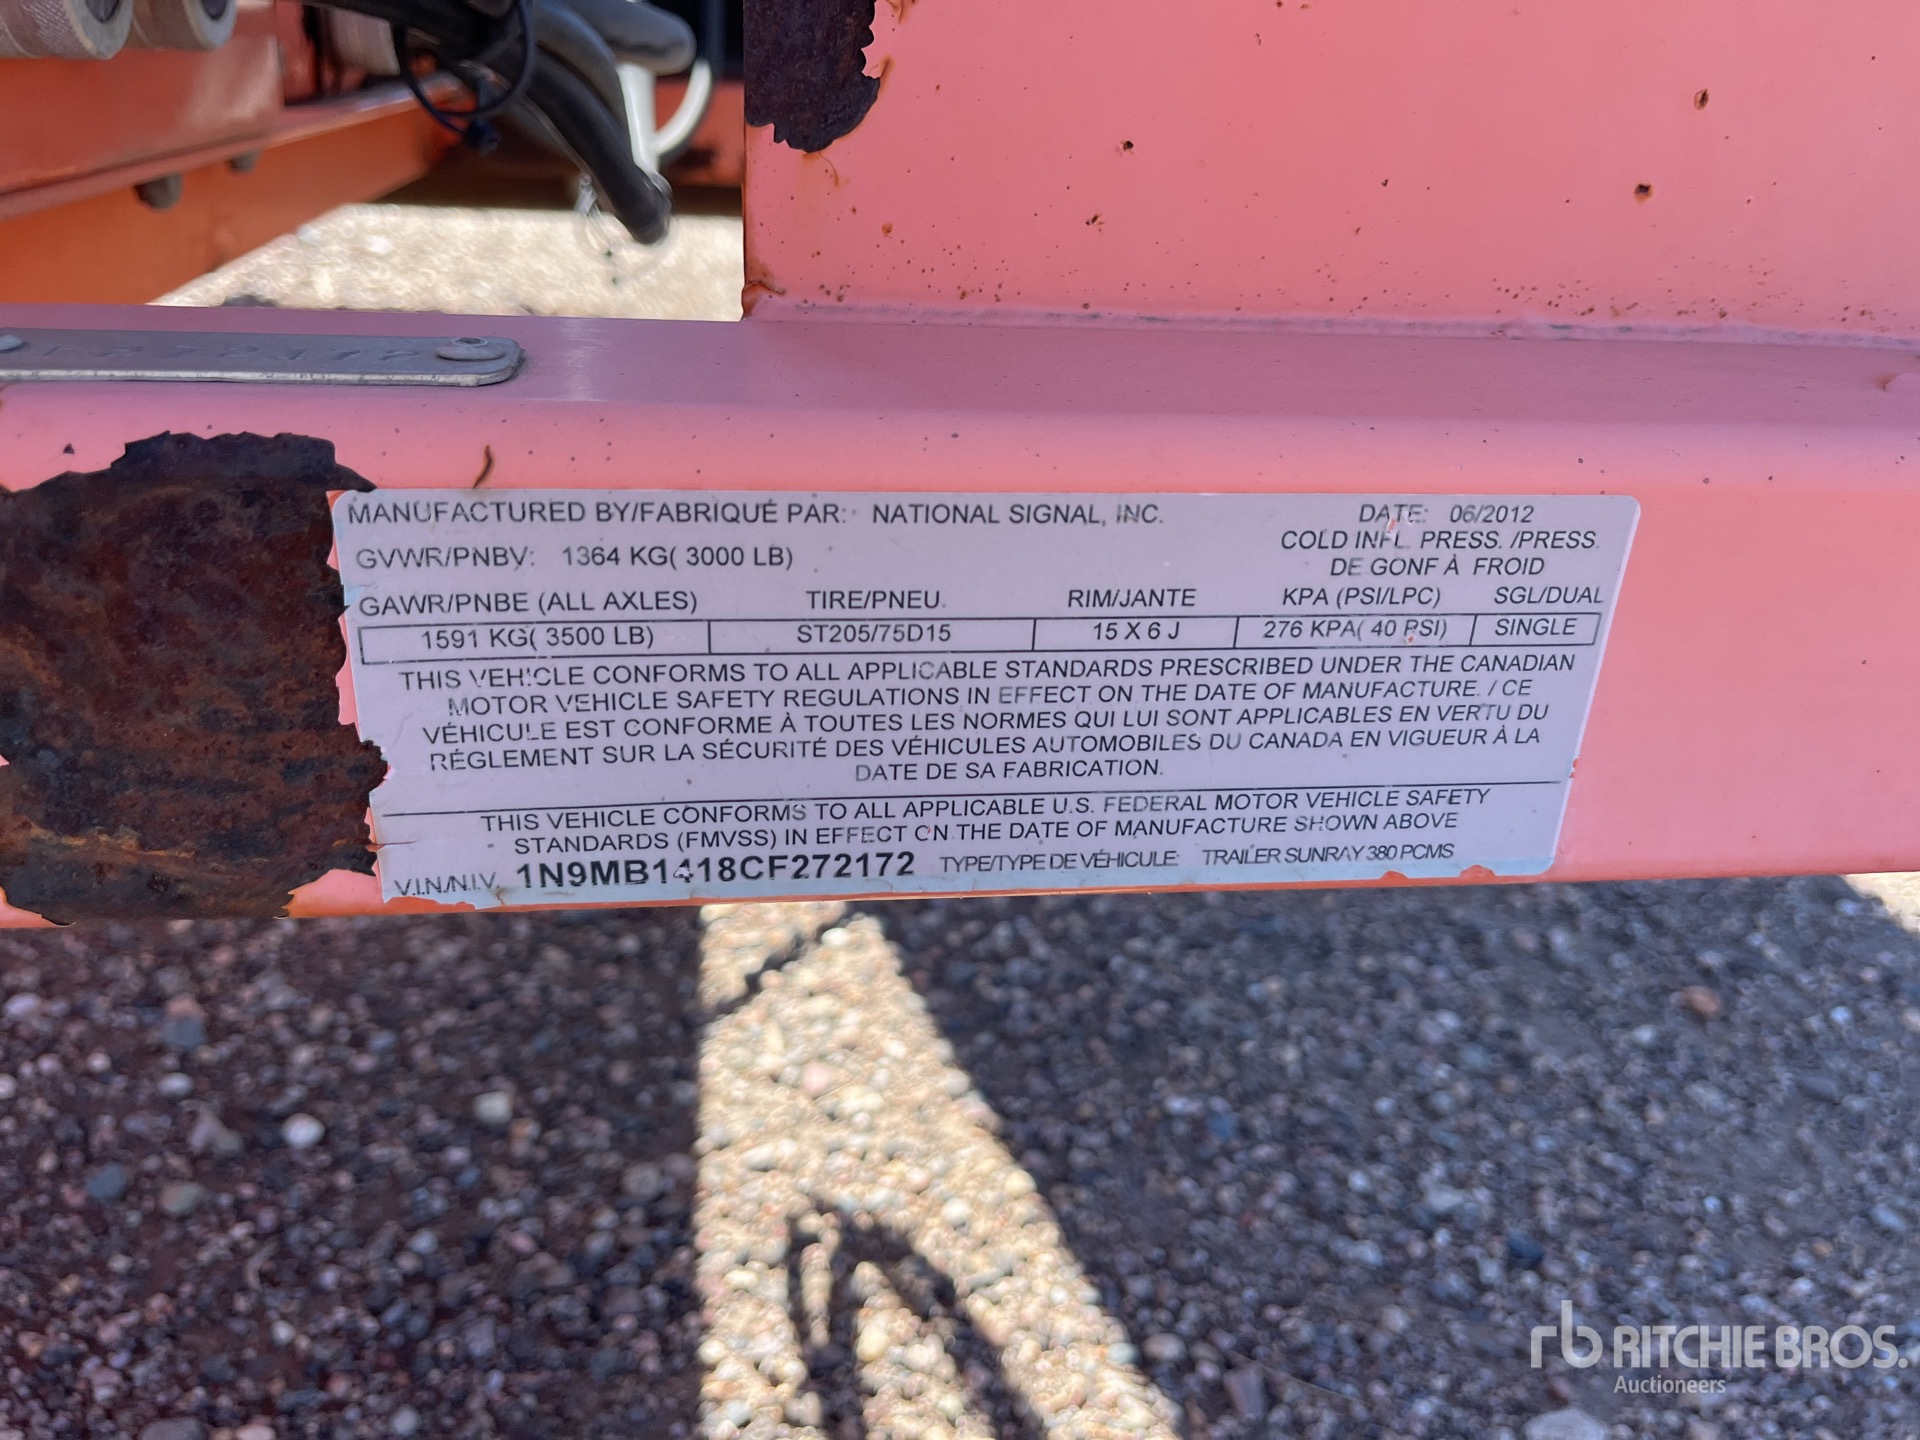 MANUFACTURED BY/FABRIQUÉ PAR: NATIONAL SIGNAL, INC. DATE: 06/2012
GVWR/PNBV: 1364 KG( 3000 LB) COLD INFL. PRESS. /PRESS.
DE GONF À FROID
GAWR/PNBE (ALL AXLES) TIRE/PNEU. RIM/JANTE KPA (PSI/LPC) SGL/DUAL
1591 KG( 3500 LB) ST205/75D15 15 X 6 J 276 KPA( 40 PSI) SINGLE
THIS VEHICLE CONFORMS TO ALL APPLICABLE STANDARDS PRESCRIBED UNDER THE CANADIAN
MOTOR VEHICLE SAFETY REGULATIONS IN EFFECT ON THE DATE OF MANUFACTURE. / CE
VÉHICULE EST CONFORME À TOUTES LES NORMES QUI LUI SONT APPLICABLES EN VERTU DU
RÉGLEMENT SUR LA SÉCURITÉ DES VÉHICULES AUTOMOBILES DU CANADA EN VIGUEUR À LA
DATE DE SA FABRICATION.
THIS VEHICLE CONFORMS TO ALL APPLICABLE U.S. FEDERAL MOTOR VEHICLE SAFETY
STANDARDS (FMVSS) IN EFFECT ON THE DATE OF MANUFACTURE SHOWN ABOVE
V.I.N./N.I.V. 1N9MB1418CF272172 TYPE/TYPE DE VÉHICULE: TRAILER SUNRAY 380 PCMS
rb RITCHIE BROS.
Auctioneers